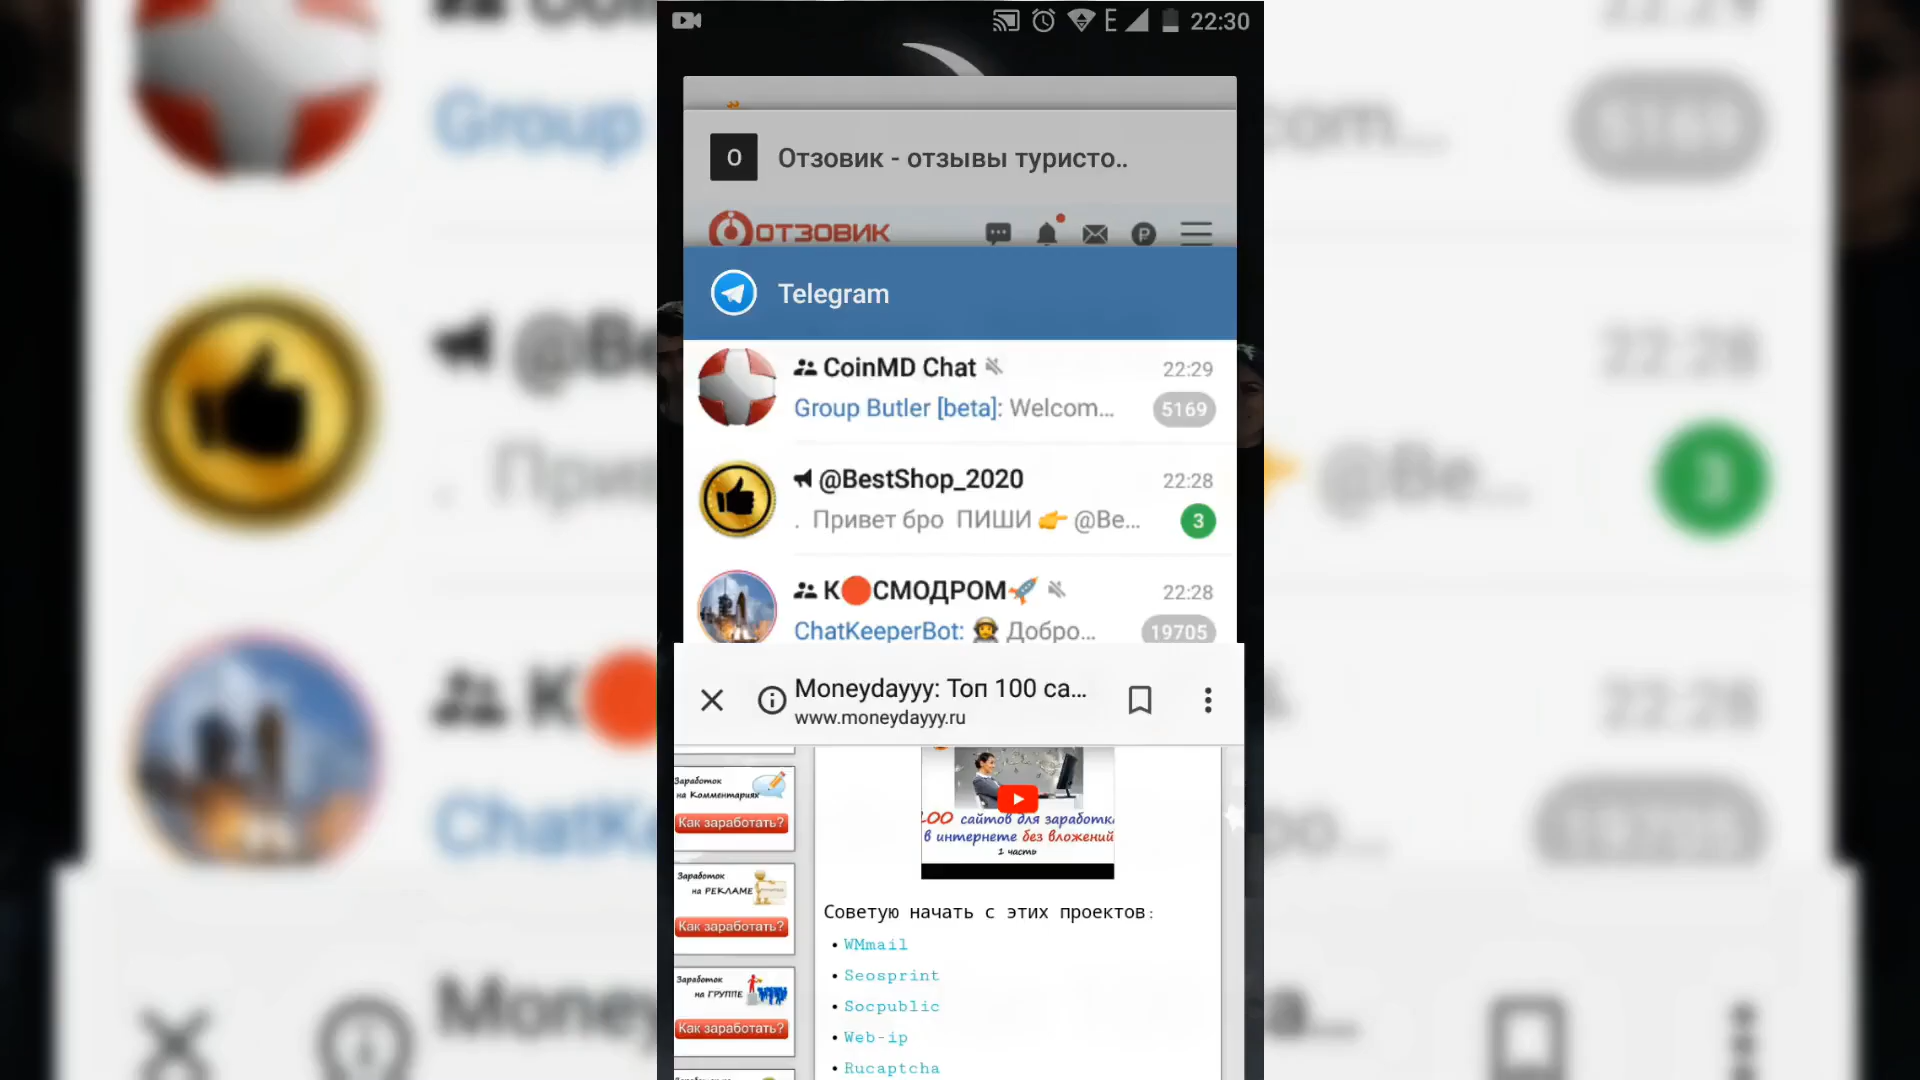 E 22:30
O Отзовик - отзывы туристо..
ОТЗОВИК
Telegram
CoinMD Chat 22:29
Group Butler [beta]: Welcom... 5169
@BestShop_2020 22:28
. Привет бро ПИШИ 👉 @Be... 3
К🔴СМОДРОМ🚀 22:28
ChatKeeperBot: 👩‍🚒 Добро... 19705
Moneydayyy: Топ 100 са...
www.moneydayyy.ru
Заработок
на Комментариях
Как заработать?
Заработок
на РЕКЛАМЕ
Как заработать?
Заработок
на ГРУППЕ
Как заработать?
100 сайтов для заработка
в интернете без вложений
1 часть
Советую начать с этих проектов:
• WMmail
• Seosprint
• Socpublic
• Web-ip
• Rucaptcha